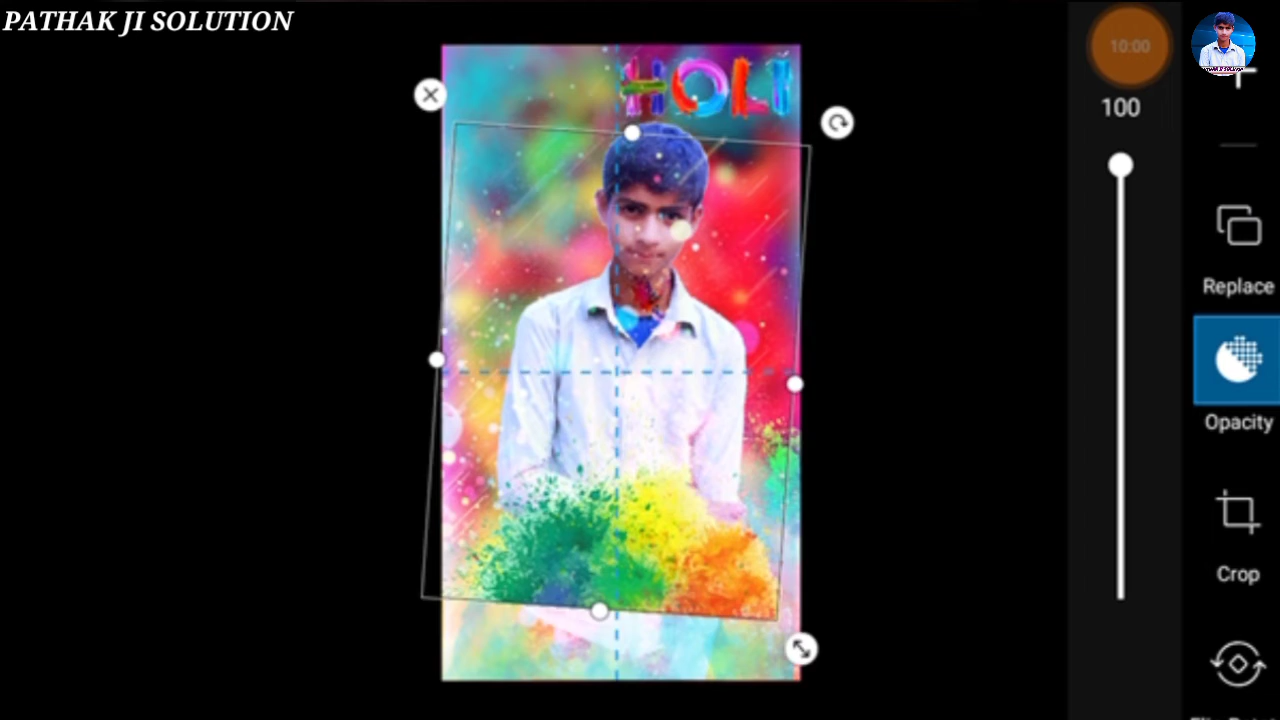 PATHAK JI SOLUTION
HOLI
10:00
100
Replace
Opacity
Crop